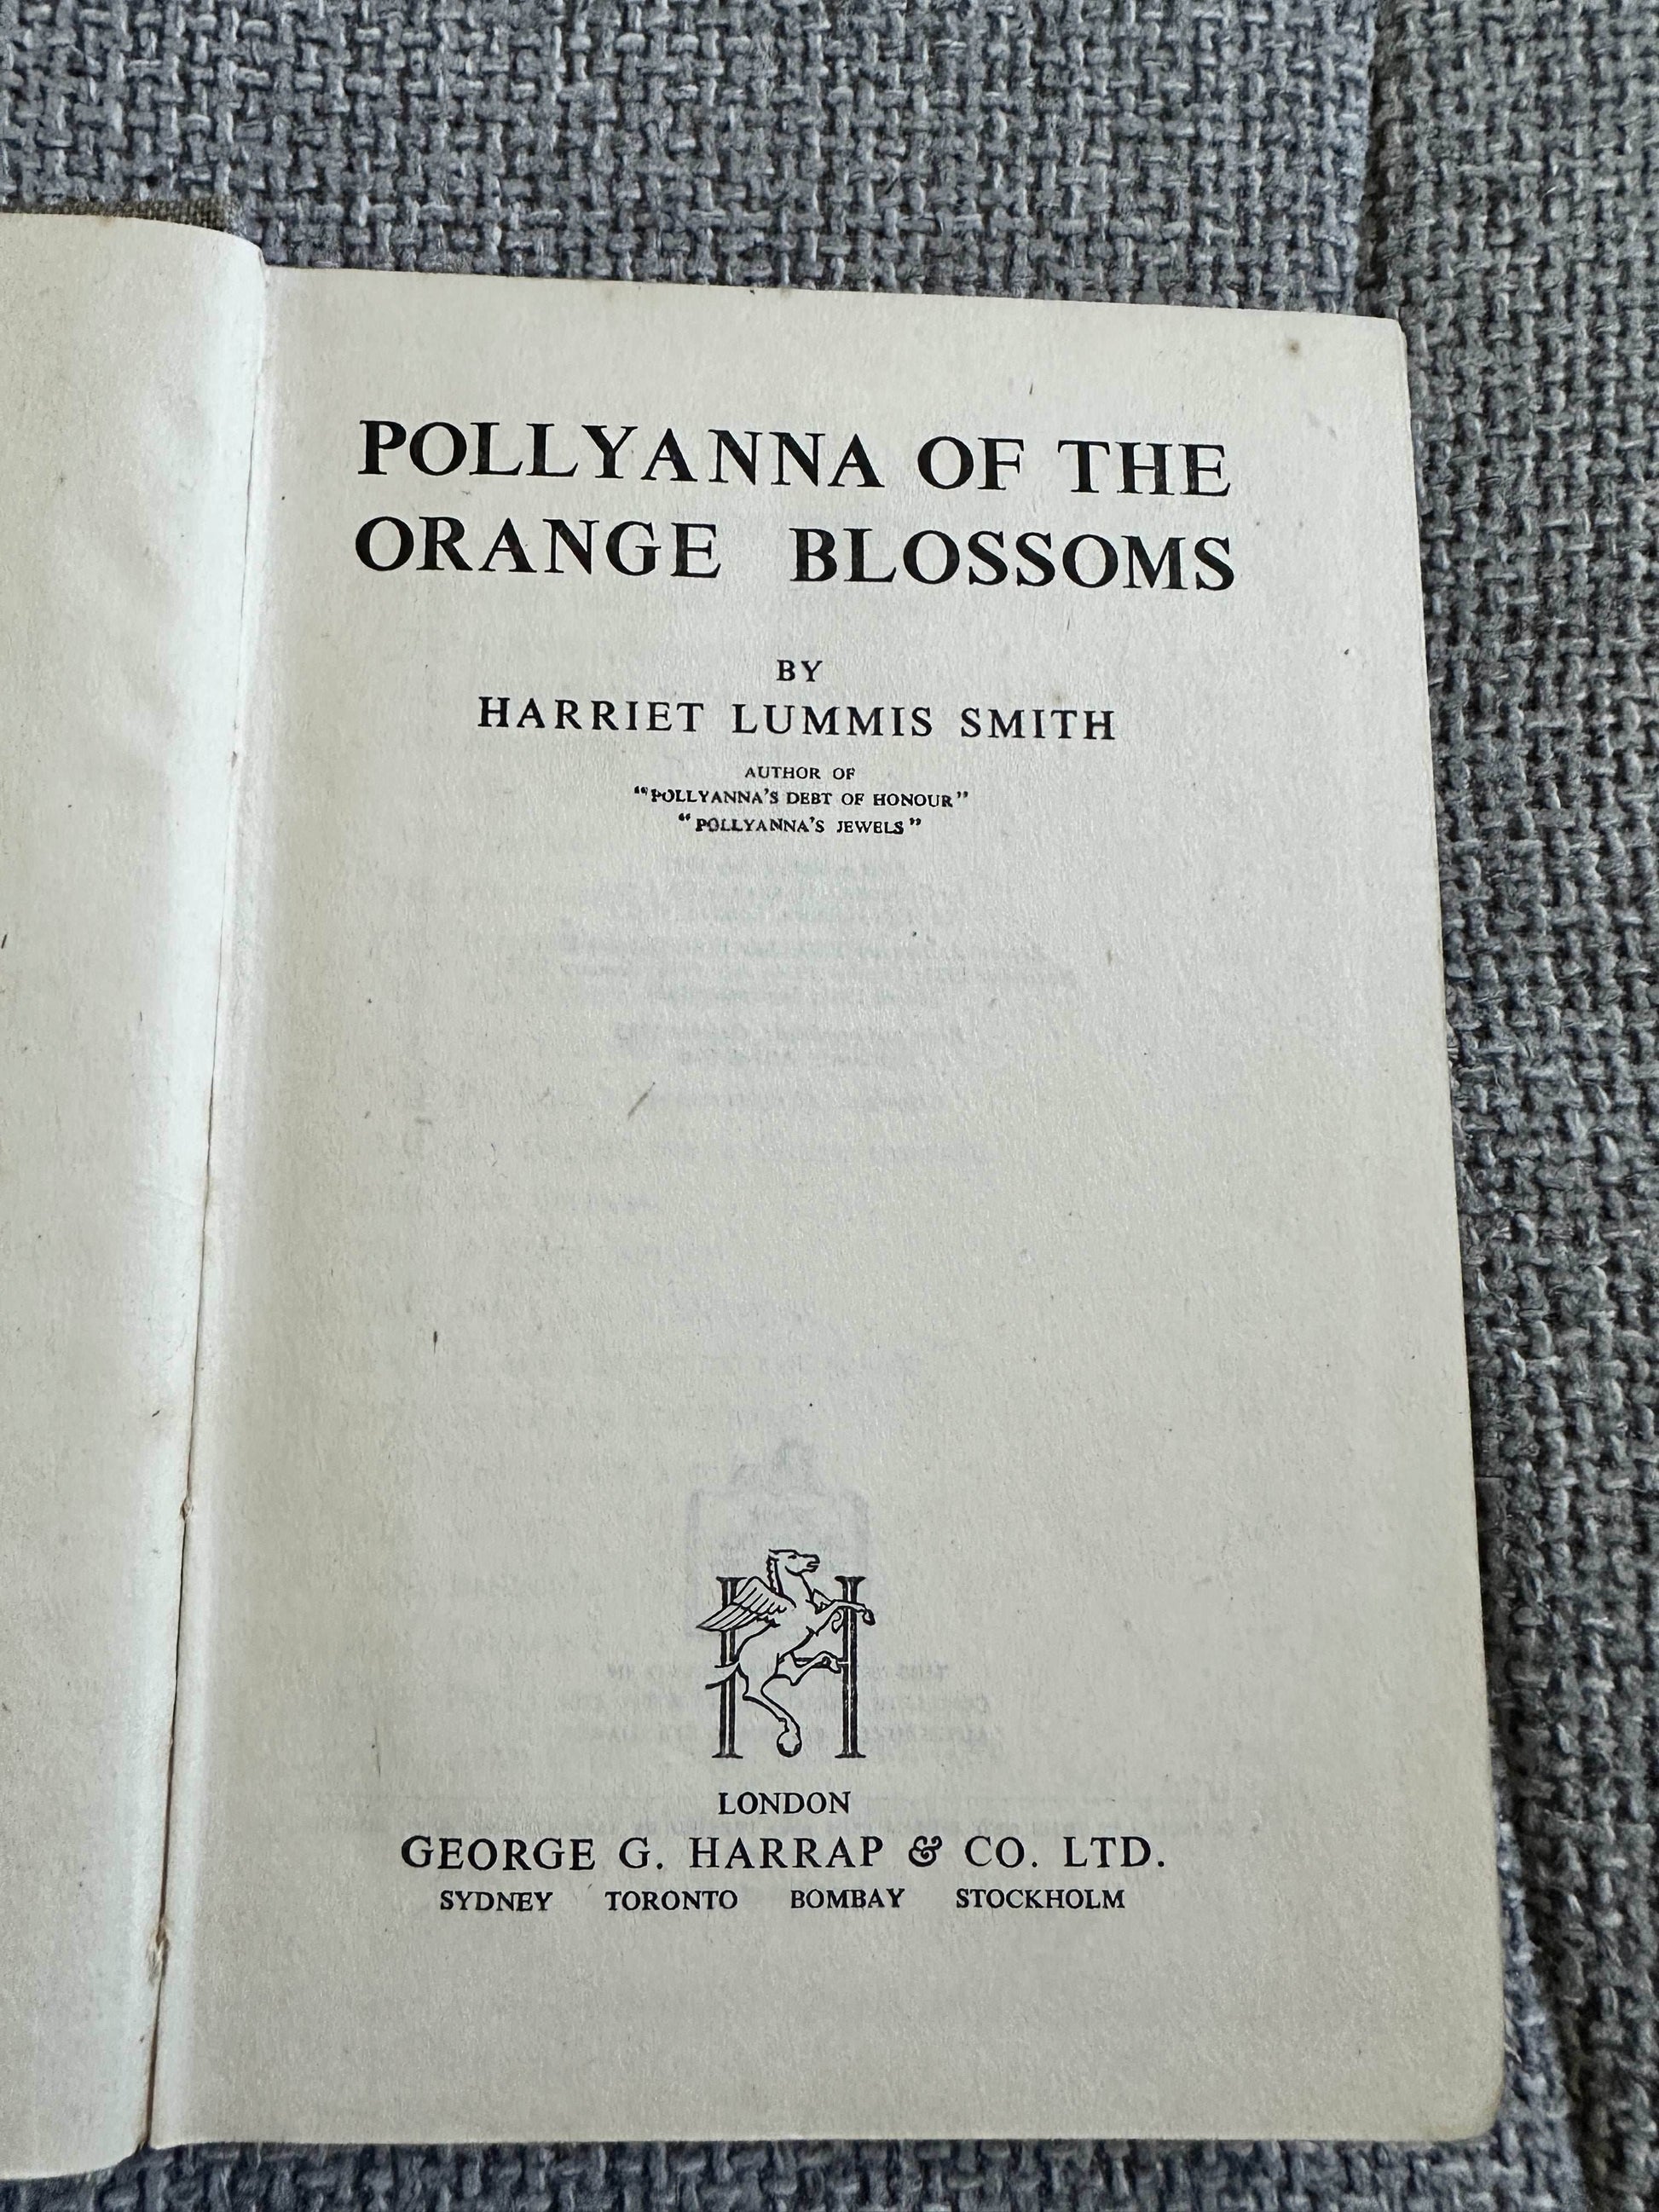 POLLYANNA OF THE
ORANGE BLOSSOMS
BY
HARRIET LUMMIS SMITH
AUTHOR OF
"POLLYANNA'S DEBT OF HONOUR"
"POLLYANNA'S JEWELS"
H
LONDON
GEORGE G. HARRAP & CO. LTD.
SYDNEY TORONTO BOMBAY STOCKHOLM